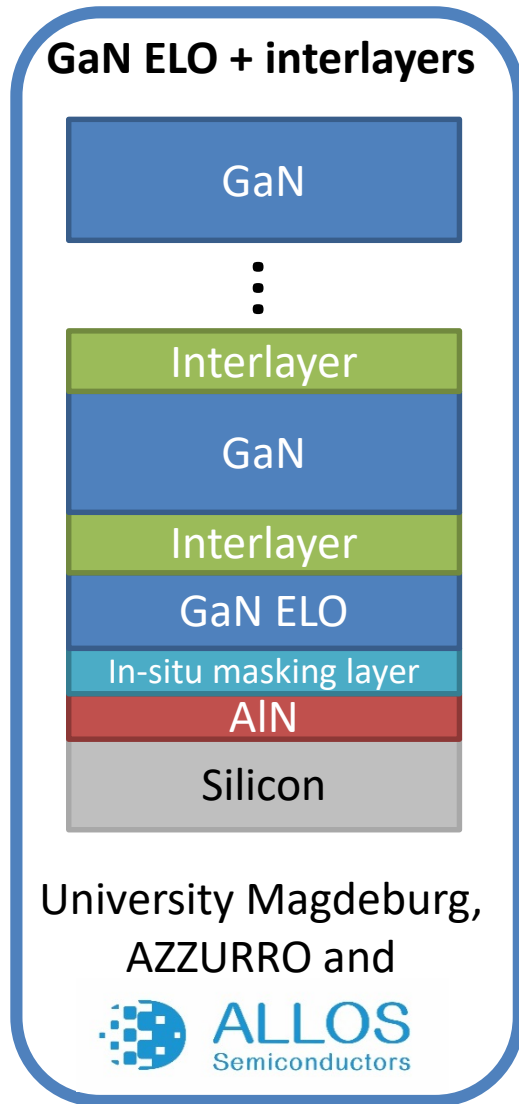 GaN ELO + interlayers
GaN
⋮
Interlayer
GaN
Interlayer
GaN ELO
In-situ masking layer
AlN
Silicon
University Magdeburg,
AZZURRO and
ALLOS
Semiconductors